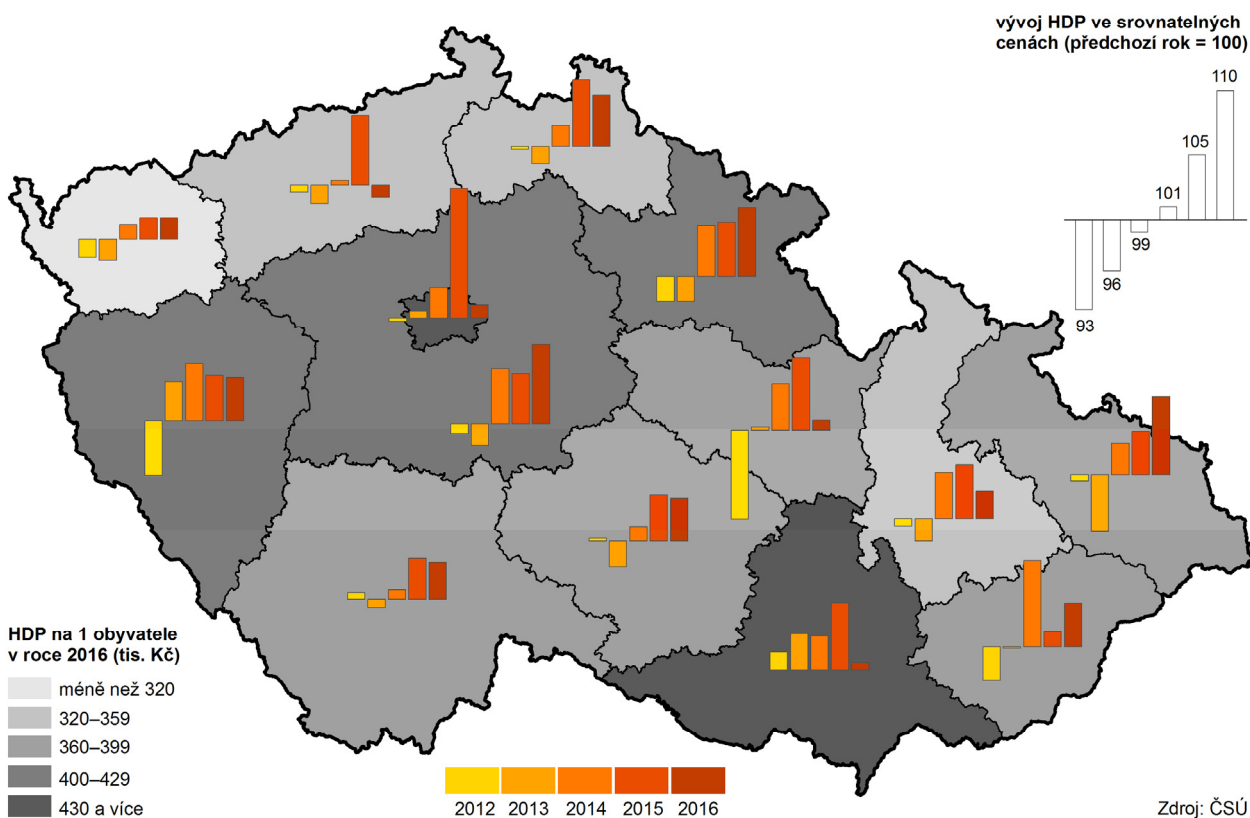 vývoj HDP ve srovnatelných
cenách (předchozí rok = 100)
110
105
101
99
96
93
HDP na 1 obyvatele
v roce 2016 (tis. Kč)
méně než 320
320–359
360–399
400–429
430 a více
2012 2013 2014 2015 2016
Zdroj: ČSÚ